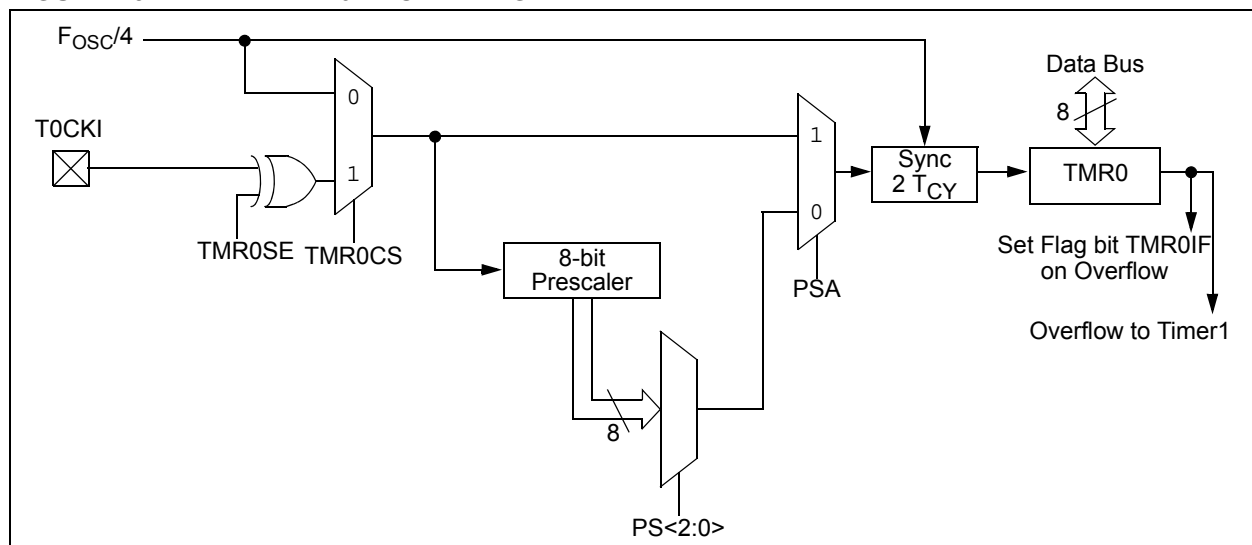 FOSC/4
Data Bus
8
T0CKI
0
1
1
0
Sync
2 TCY
TMR0
TMR0SE
TMR0CS
8-bit
Prescaler
PSA
Set Flag bit TMR0IF
on Overflow
Overflow to Timer1
8
PS<2:0>